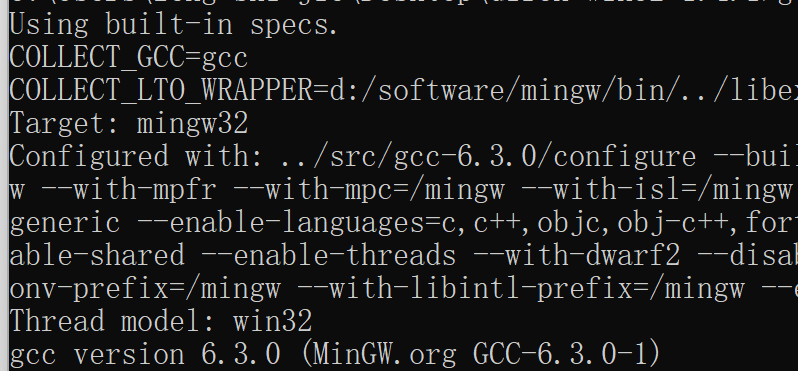 Using built-in specs.
COLLECT_GCC=gcc
COLLECT_LTO_WRAPPER=d:/software/mingw/bin/../libex
Target: mingw32
Configured with: ../src/gcc-6.3.0/configure --buil
w --with-mpfr --with-mpc=/mingw --with-isl=/mingw
generic --enable-languages=c,c++,objc,obj-c++,fort
able-shared --enable-threads --with-dwarf2 --disab
onv-prefix=/mingw --with-libintl-prefix=/mingw --e
Thread model: win32
gcc version 6.3.0 (MinGW.org GCC-6.3.0-1)